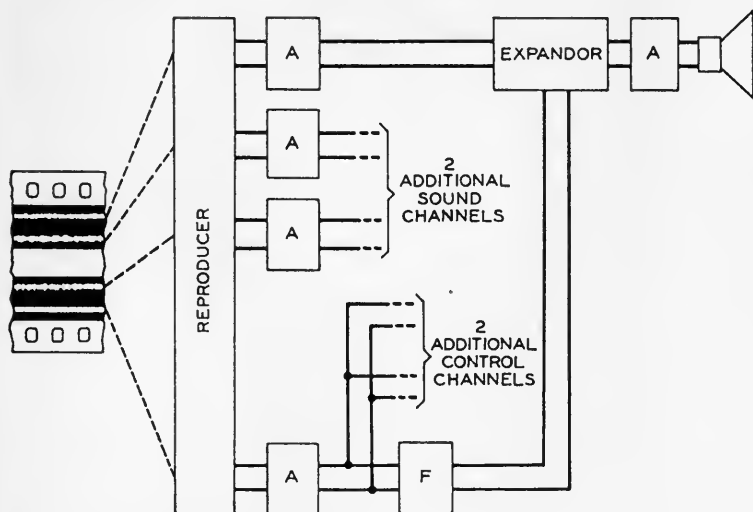 A
EXPANDOR
A
A
2
ADDITIONAL
SOUND
CHANNELS
A
REPRODUCER
2
ADDITIONAL
CONTROL
CHANNELS
A
F